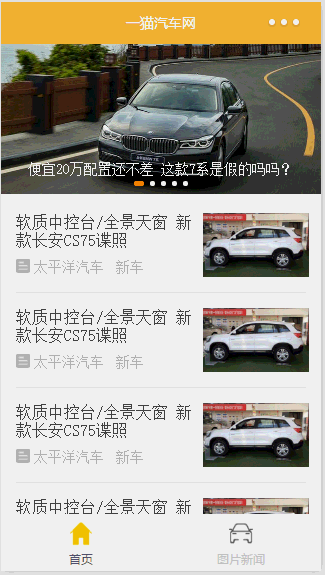 一猫汽车网
便宜20万配置还不差 这款7系是假的吗吗？
软质中控台/全景天窗 新
款长安CS75谍照
太平洋汽车 新车
软质中控台/全景天窗 新
款长安CS75谍照
太平洋汽车 新车
软质中控台/全景天窗 新
款长安CS75谍照
太平洋汽车 新车
软质中控台/全景天窗 新
首页
图片新闻